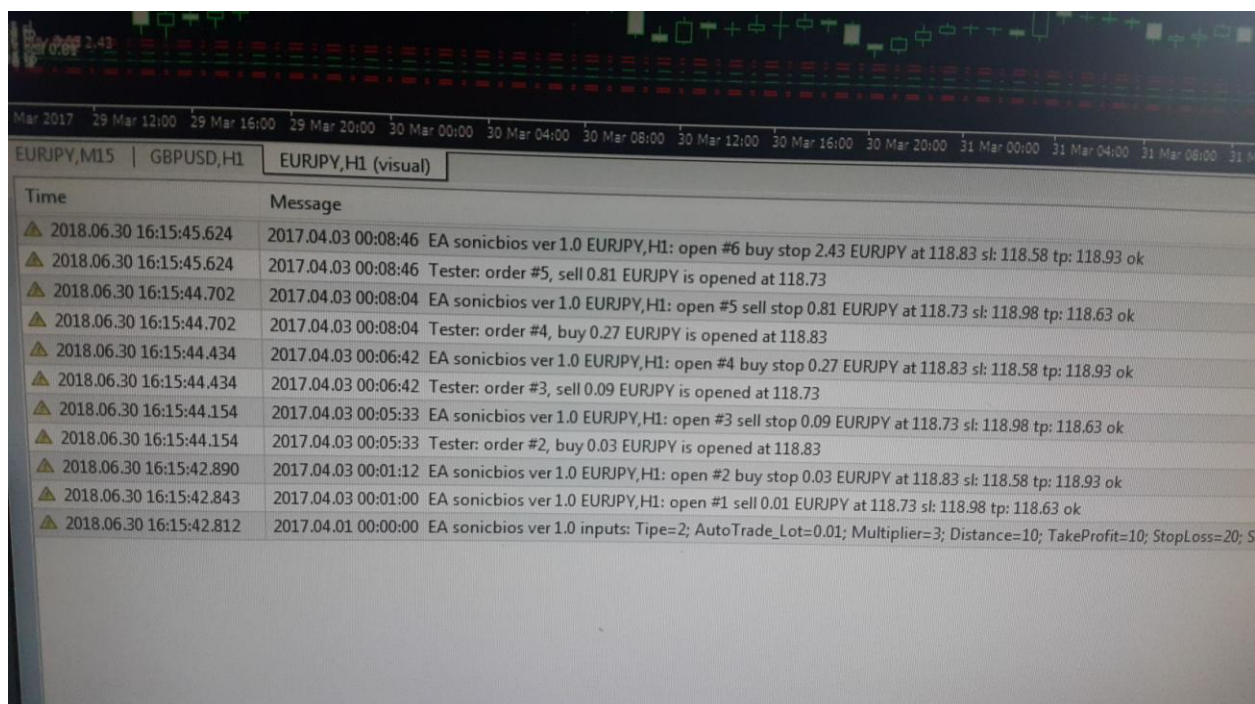 2.43
0.81
Mar 2017 29 Mar 12:00 29 Mar 16:00 29 Mar 20:00 30 Mar 00:00 30 Mar 04:00 30 Mar 08:00 30 Mar 12:00 30 Mar 16:00 30 Mar 20:00 31 Mar 00:00 31 Mar 04:00 31 Mar 08:00 31
EURJPY,M15 | GBPUSD,H1 EURJPY,H1 (visual)
Time Message
2018.06.30 16:15:45.624 2017.04.03 00:08:46 EA sonicbios ver 1.0 EURJPY,H1: open #6 buy stop 2.43 EURJPY at 118.83 sl: 118.58 tp: 118.93 ok
2018.06.30 16:15:45.624 2017.04.03 00:08:46 Tester: order #5, sell 0.81 EURJPY is opened at 118.73
2018.06.30 16:15:44.702 2017.04.03 00:08:04 EA sonicbios ver 1.0 EURJPY,H1: open #5 sell stop 0.81 EURJPY at 118.73 sl: 118.98 tp: 118.63 ok
2018.06.30 16:15:44.702 2017.04.03 00:08:04 Tester: order #4, buy 0.27 EURJPY is opened at 118.83
2018.06.30 16:15:44.434 2017.04.03 00:06:42 EA sonicbios ver 1.0 EURJPY,H1: open #4 buy stop 0.27 EURJPY at 118.83 sl: 118.58 tp: 118.93 ok
2018.06.30 16:15:44.434 2017.04.03 00:06:42 Tester: order #3, sell 0.09 EURJPY is opened at 118.73
2018.06.30 16:15:44.154 2017.04.03 00:05:33 EA sonicbios ver 1.0 EURJPY,H1: open #3 sell stop 0.09 EURJPY at 118.73 sl: 118.98 tp: 118.63 ok
2018.06.30 16:15:44.154 2017.04.03 00:05:33 Tester: order #2, buy 0.03 EURJPY is opened at 118.83
2018.06.30 16:15:42.890 2017.04.03 00:01:12 EA sonicbios ver 1.0 EURJPY,H1: open #2 buy stop 0.03 EURJPY at 118.83 sl: 118.58 tp: 118.93 ok
2018.06.30 16:15:42.843 2017.04.03 00:01:00 EA sonicbios ver 1.0 EURJPY,H1: open #1 sell 0.01 EURJPY at 118.73 sl: 118.98 tp: 118.63 ok
2018.06.30 16:15:42.812 2017.04.01 00:00:00 EA sonicbios ver 1.0 inputs: Tipe=2; AutoTrade_Lot=0.01; Multiplier=3; Distance=10; TakeProfit=10; StopLoss=20; S